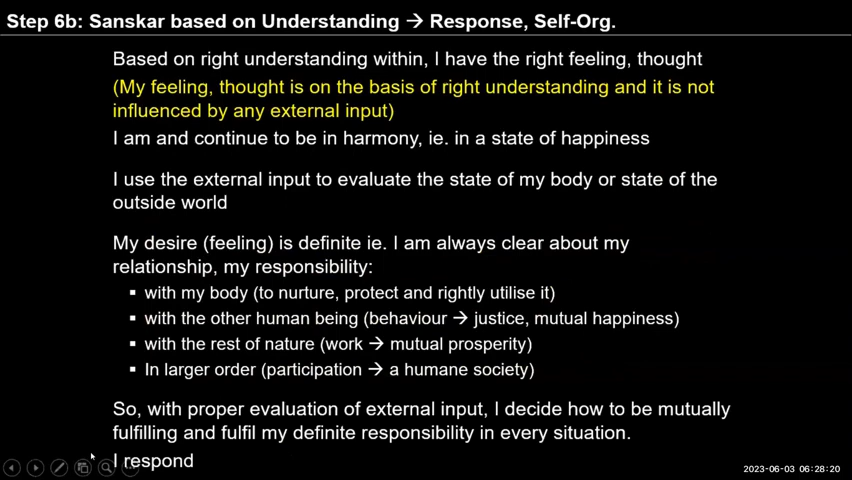 Step 6b: Sanskar based on Understanding → Response, Self-Org.
Based on right understanding within, I have the right feeling, thought
(My feeling, thought is on the basis of right understanding and it is not
influenced by any external input)
I am and continue to be in harmony, ie. in a state of happiness
I use the external input to evaluate the state of my body or state of the
outside world
My desire (feeling) is definite ie. I am always clear about my
relationship, my responsibility:
▪ with my body (to nurture, protect and rightly utilise it)
▪ with the other human being (behaviour → justice, mutual happiness)
▪ with the rest of nature (work → mutual prosperity)
▪ In larger order (participation → a humane society)
So, with proper evaluation of external input, I decide how to be mutually
fulfilling and fulfil my definite responsibility in every situation.
I respond
2023-06-03 06:28:20